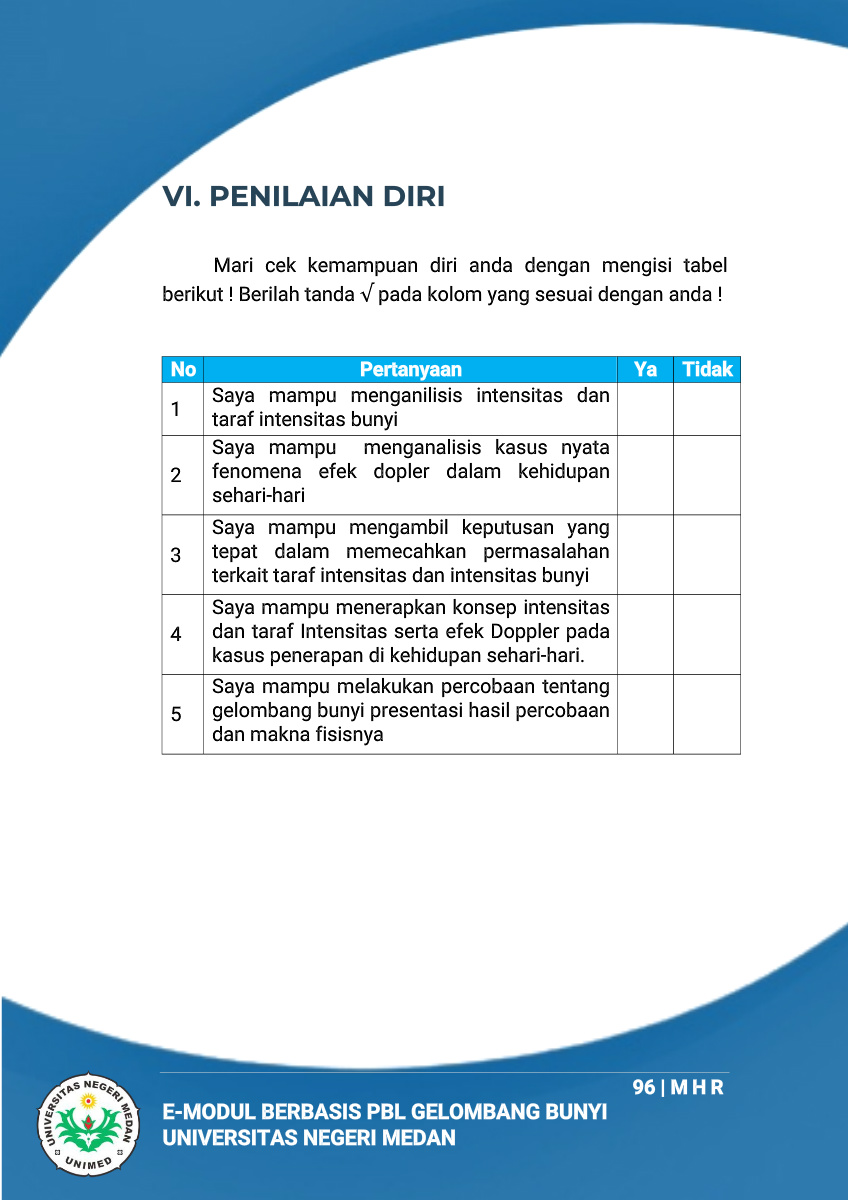 VI. PENILAIAN DIRI
Mari cek kemampuan diri anda dengan mengisi tabel
berikut ! Berilah tanda √ pada kolom yang sesuai dengan anda !
No Pertanyaan Ya Tidak
1 Saya mampu menganilisis intensitas dan
taraf intensitas bunyi
2 Saya mampu menganalisis kasus nyata
fenomena efek dopler dalam kehidupan
sehari-hari
3 Saya mampu mengambil keputusan yang
tepat dalam memecahkan permasalahan
terkait taraf intensitas dan intensitas bunyi
4 Saya mampu menerapkan konsep intensitas
dan taraf Intensitas serta efek Doppler pada
kasus penerapan di kehidupan sehari-hari.
5 Saya mampu melakukan percobaan tentang
gelombang bunyi presentasi hasil percobaan
dan makna fisisnya
96 | M H R
E-MODUL BERBASIS PBL GELOMBANG BUNYI
UNIVERSITAS NEGERI MEDAN
UNIVERSITAS NEGERI MEDAN
UNIMED